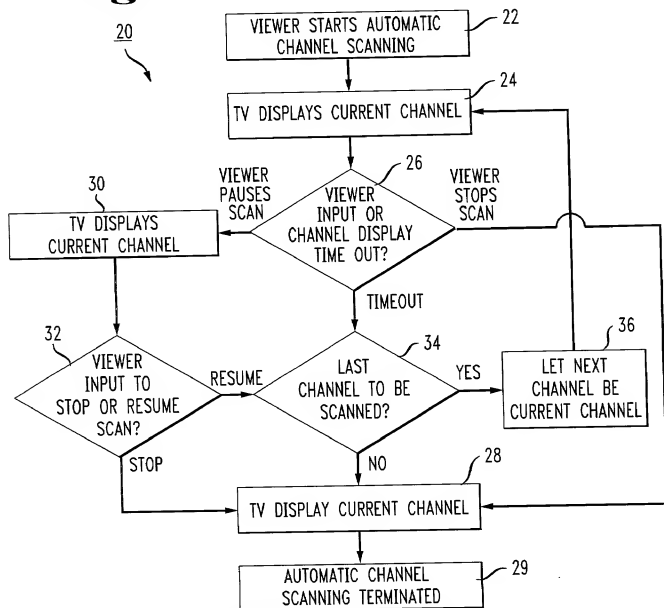 20
VIEWER STARTS AUTOMATIC
CHANNEL SCANNING
22
TV DISPLAYS CURRENT CHANNEL
24
VIEWER
PAUSES
SCAN
26
VIEWER
INPUT OR
CHANNEL DISPLAY
TIME OUT?
VIEWER
STOPS
SCAN
30
TV DISPLAYS
CURRENT CHANNEL
TIMEOUT
32
VIEWER
INPUT TO
STOP OR RESUME
SCAN?
RESUME
STOP
34
LAST
CHANNEL TO BE
SCANNED?
YES
NO
36
LET NEXT
CHANNEL BE
CURRENT CHANNEL
28
TV DISPLAY CURRENT CHANNEL
AUTOMATIC CHANNEL
SCANNING TERMINATED
29